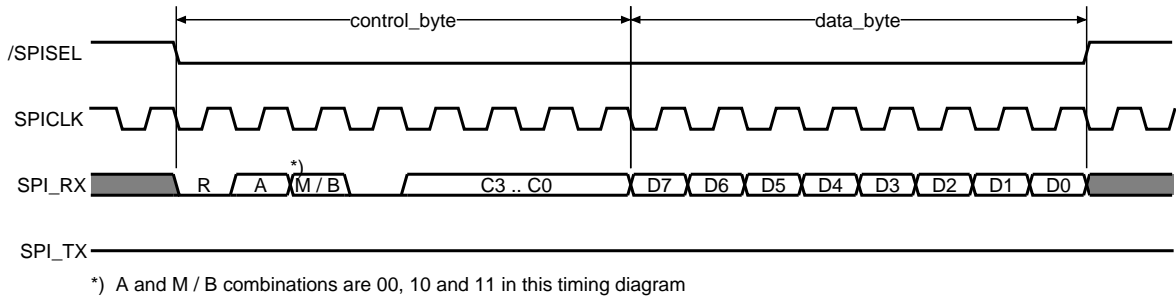 control_byte data_byte
/SPISEL
SPICLK
*)
SPI_RX R A M / B C3 .. C0 D7 D6 D5 D4 D3 D2 D1 D0
SPI_TX
*) A and M / B combinations are 00, 10 and 11 in this timing diagram